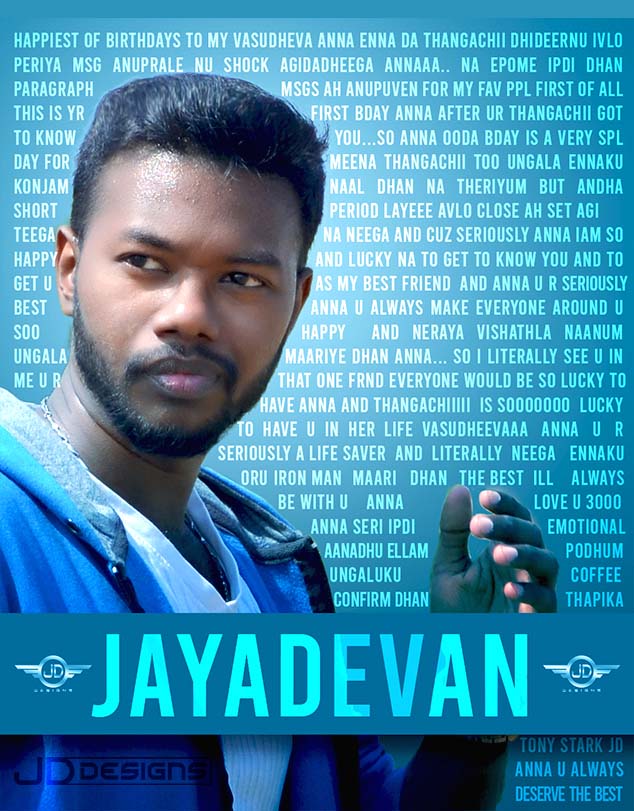 HAPPIEST OF BIRTHDAYS TO MY VASUDHEVA ANNA ENNA DA THANGACHII DHIDEERNU IVLO
PERIYA MSG ANUPRALE NU SHOCK AGIDADHEEGA ANNAAA.. NA EPOME IPDI DHAN
PARAGRAPH MSGS AH ANUPUVEN FOR MY FAV PPL FIRST OF ALL
THIS IS YR FIRST BDAY ANNA AFTER UR THANGACHII GOT
TO KNOW YOU...SO ANNA OODA BDAY IS A VERY SPL
DAY FOR MEENA THANGACHII TOO UNGALA ENNAKU
KONJAM NAAL DHAN NA THERIYUM BUT ANDHA
SHORT PERIOD LAYEEE AVLO CLOSE AH SET AGI
TEEGA NA NEEGA AND CUZ SERIOUSLY ANNA IAM SO
HAPPY AND LUCKY NA TO GET TO KNOW YOU AND TO
GET U AS MY BEST FRIEND AND ANNA U R SERIOUSLY
BEST ANNA U ALWAYS MAKE EVERYONE AROUND U
SOO HAPPY AND NERAYA VISHATHLA NAANUM
UNGALA MAARIYE DHAN ANNA... SO I LITERALLY SEE U IN
ME U R THAT ONE FRND EVERYONE WOULD BE SO LUCKY TO
HAVE ANNA AND THANGACHIIIII IS SOOOOOOO LUCKY
TO HAVE U IN HER LIFE VASUDHEEVAAA ANNA U R
SERIOUSLY A LIFE SAVER AND LITERALLY NEEGA ENNAKU
ORU IRON MAN MAARI DHAN THE BEST ILL ALWAYS
BE WITH U ANNA LOVE U 3000
ANNA SERI IPDI EMOTIONAL
AANADHU ELLAM PODHUM
UNGALUKU COFFEE
CONFIRM DHAN THAPIKA
JD DESIGNS JAYADEVAN JD DESIGNS
TONY STARK JD
JD DESIGNS ANNA U ALWAYS
DESERVE THE BEST